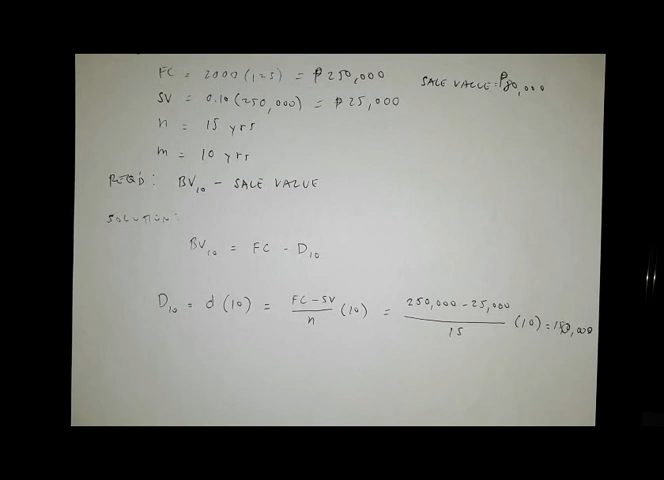 FC = 2000 (125) = ₱250,000
SALE VALUE = ₱80,000
SV = 0.10 (250,000) = ₱25,000
n = 15 yrs
m = 10 yrs
REQ'D: BV10 - SALE VALUE
SOLUTION:
BV10 = FC - D10
D10 = d (10) = FC - SV / n (10) = 250,000 - 25,000 / 15 (10) = 150,000